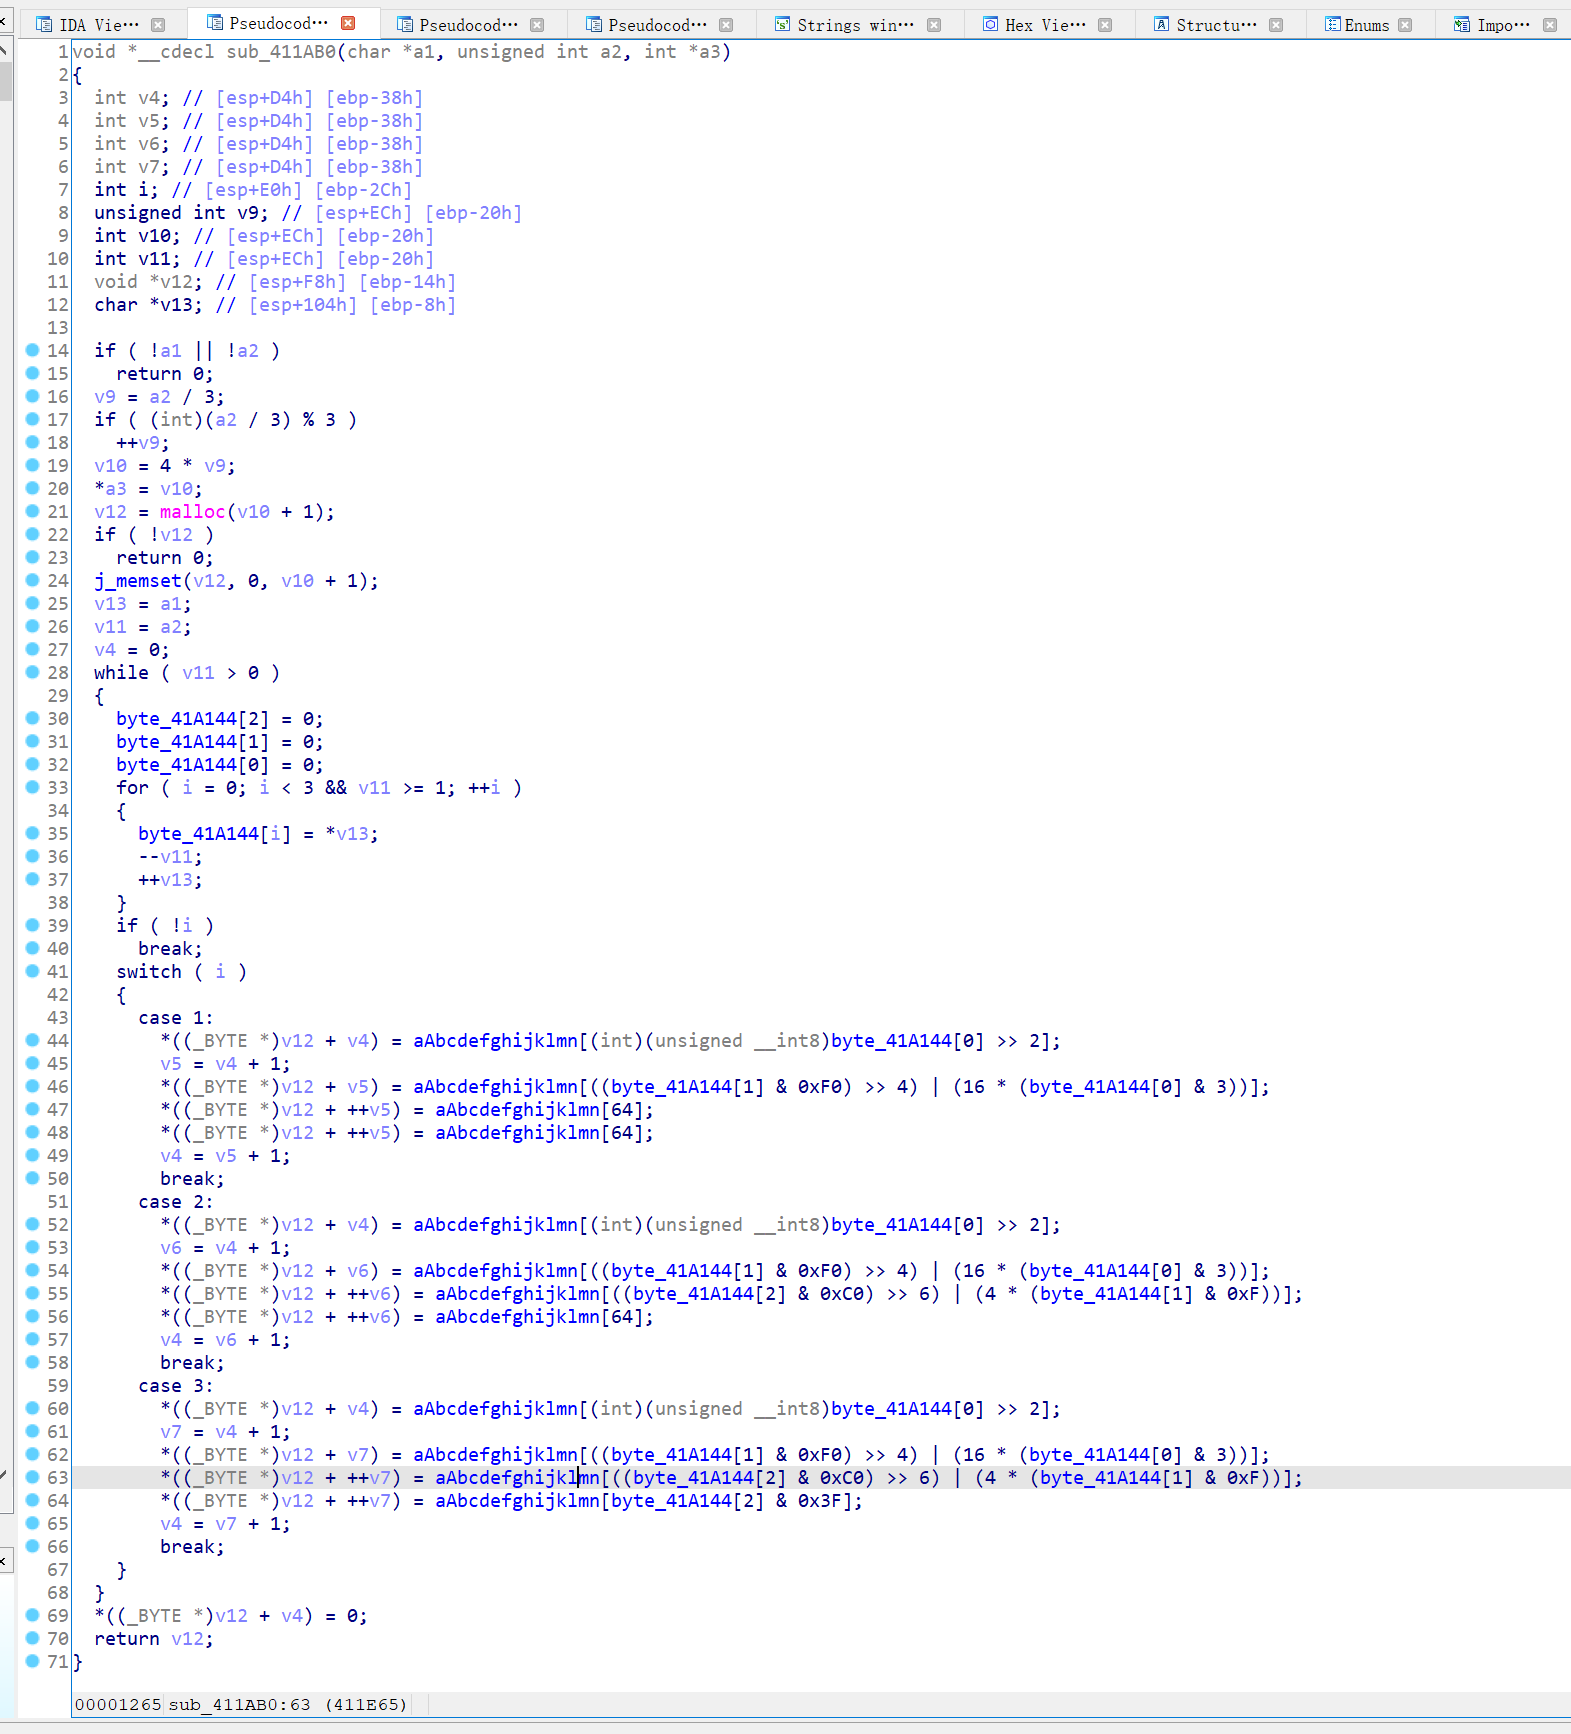 IDA Vie··· Pseudocod··· Pseudocod··· Pseudocod··· Strings win··· Hex Vie··· Structu··· Enums Impo···
1 void *__cdecl sub_411AB0(char *a1, unsigned int a2, int *a3)
2 {
3   int v4; // [esp+D4h] [ebp-38h]
4   int v5; // [esp+D4h] [ebp-38h]
5   int v6; // [esp+D4h] [ebp-38h]
6   int v7; // [esp+D4h] [ebp-38h]
7   int i; // [esp+E0h] [ebp-2Ch]
8   unsigned int v9; // [esp+ECh] [ebp-20h]
9   int v10; // [esp+ECh] [ebp-20h]
10   int v11; // [esp+ECh] [ebp-20h]
11   void *v12; // [esp+F8h] [ebp-14h]
12   char *v13; // [esp+104h] [ebp-8h]
13
14   if ( !a1 || !a2 )
15     return 0;
16   v9 = a2 / 3;
17   if ( (int)(a2 / 3) % 3 )
18     ++v9;
19   v10 = 4 * v9;
20   *a3 = v10;
21   v12 = malloc(v10 + 1);
22   if ( !v12 )
23     return 0;
24   j_memset(v12, 0, v10 + 1);
25   v13 = a1;
26   v11 = a2;
27   v4 = 0;
28   while ( v11 > 0 )
29   {
30     byte_41A144[2] = 0;
31     byte_41A144[1] = 0;
32     byte_41A144[0] = 0;
33     for ( i = 0; i < 3 && v11 >= 1; ++i )
34     {
35       byte_41A144[i] = *v13;
36       --v11;
37       ++v13;
38     }
39     if ( !i )
40       break;
41     switch ( i )
42     {
43       case 1:
44         *((_BYTE *)v12 + v4) = aAbcdefghijklmn[(int)(unsigned __int8)byte_41A144[0] >> 2];
45         v5 = v4 + 1;
46         *((_BYTE *)v12 + v5) = aAbcdefghijklmn[((byte_41A144[1] & 0xF0) >> 4) | (16 * (byte_41A144[0] & 3))];
47         *((_BYTE *)v12 + ++v5) = aAbcdefghijklmn[64];
48         *((_BYTE *)v12 + ++v5) = aAbcdefghijklmn[64];
49         v4 = v5 + 1;
50         break;
51       case 2:
52         *((_BYTE *)v12 + v4) = aAbcdefghijklmn[(int)(unsigned __int8)byte_41A144[0] >> 2];
53         v6 = v4 + 1;
54         *((_BYTE *)v12 + v6) = aAbcdefghijklmn[((byte_41A144[1] & 0xF0) >> 4) | (16 * (byte_41A144[0] & 3))];
55         *((_BYTE *)v12 + ++v6) = aAbcdefghijklmn[((byte_41A144[2] & 0xC0) >> 6) | (4 * (byte_41A144[1] & 0xF))];
56         *((_BYTE *)v12 + ++v6) = aAbcdefghijklmn[64];
57         v4 = v6 + 1;
58         break;
59       case 3:
60         *((_BYTE *)v12 + v4) = aAbcdefghijklmn[(int)(unsigned __int8)byte_41A144[0] >> 2];
61         v7 = v4 + 1;
62         *((_BYTE *)v12 + v7) = aAbcdefghijklmn[((byte_41A144[1] & 0xF0) >> 4) | (16 * (byte_41A144[0] & 3))];
63         *((_BYTE *)v12 + ++v7) = aAbcdefghijklmn[((byte_41A144[2] & 0xC0) >> 6) | (4 * (byte_41A144[1] & 0xF))];
64         *((_BYTE *)v12 + ++v7) = aAbcdefghijklmn[byte_41A144[2] & 0x3F];
65         v4 = v7 + 1;
66         break;
67     }
68   }
69   *((_BYTE *)v12 + v4) = 0;
70   return v12;
71 }
00001265 sub_411AB0:63 (411E65)